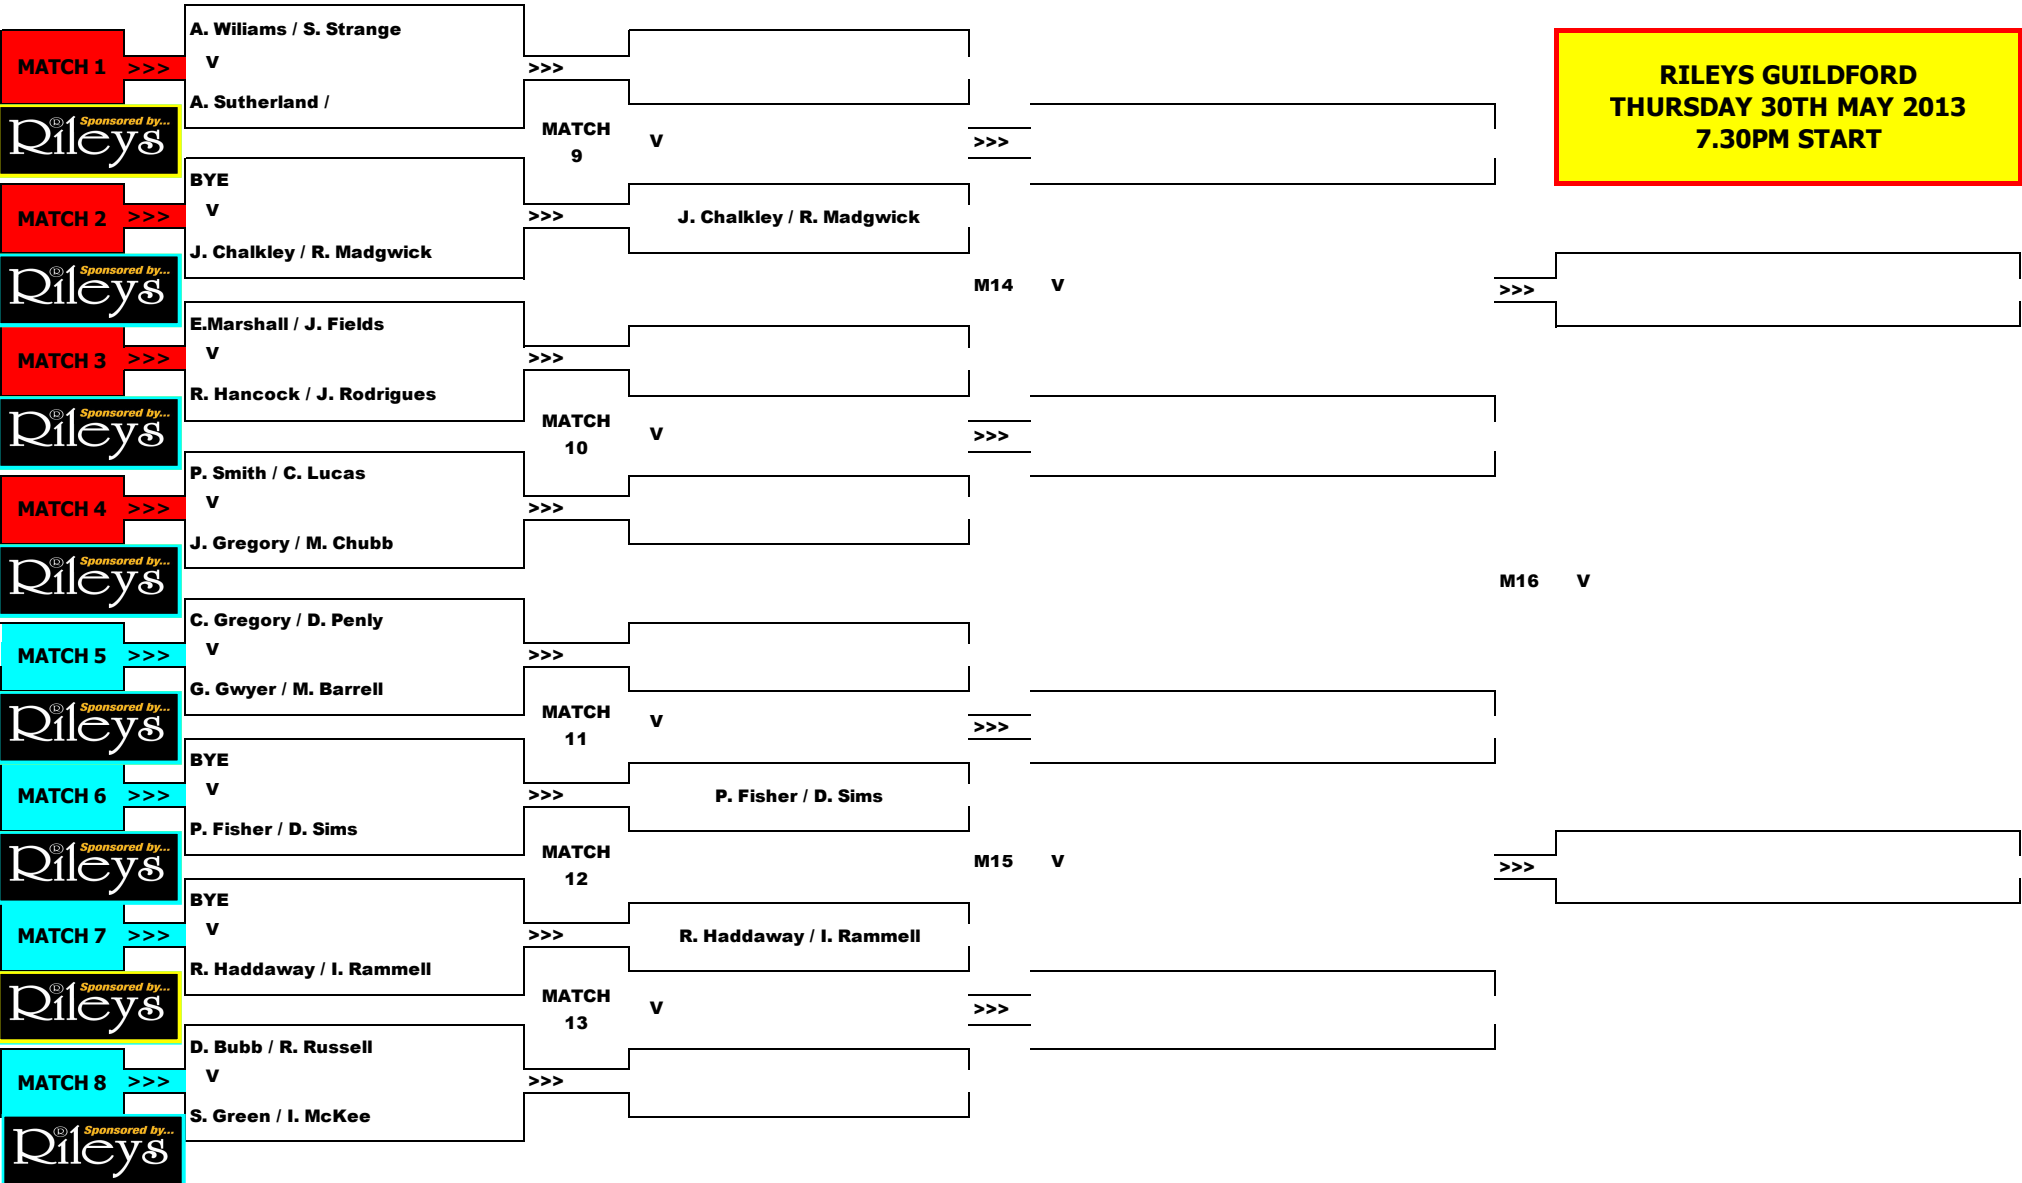 A. Wiliams / S. Strange
MATCH 1 >>> V >>>
A. Sutherland /
Sponsored by...
Rileys®
MATCH
9
V >>>
RILEYS GUILDFORD
THURSDAY 30TH MAY 2013
7.30PM START
BYE
MATCH 2 >>> V >>> J. Chalkley / R. Madgwick
J. Chalkley / R. Madgwick
Sponsored by...
Rileys®
M14 V >>>
E.Marshall / J. Fields
MATCH 3 >>> V >>>
R. Hancock / J. Rodrigues
Sponsored by...
Rileys®
MATCH
10
V >>>
P. Smith / C. Lucas
MATCH 4 >>> V >>>
J. Gregory / M. Chubb
Sponsored by...
Rileys®
M16 V
C. Gregory / D. Penly
MATCH 5 >>> V >>>
G. Gwyer / M. Barrell
Sponsored by...
Rileys®
MATCH
11
V >>>
BYE
MATCH 6 >>> V >>> P. Fisher / D. Sims
P. Fisher / D. Sims
Sponsored by...
Rileys®
MATCH
12
M15 V >>>
BYE
MATCH 7 >>> V >>> R. Haddaway / I. Rammell
R. Haddaway / I. Rammell
Sponsored by...
Rileys®
MATCH
13
V >>>
D. Bubb / R. Russell
MATCH 8 >>> V >>>
S. Green / I. McKee
Sponsored by...
Rileys®